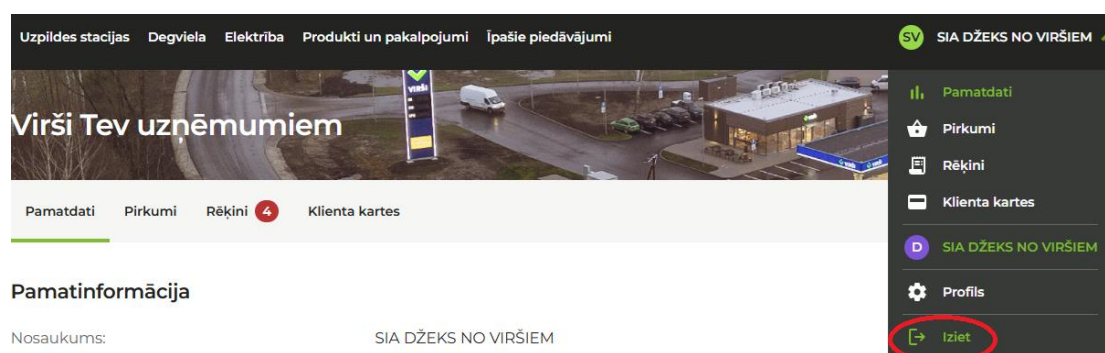 Uzpildes stacijas Degviela Elektrība Produkti un pakalpojumi Īpašie piedāvājumi
SV SIA DŽEKS NO VIRŠIEM
VIRŠI
Virši Tev uzņēmumiem
Pamatdati Pirkumi Rēķini 4 Klienta kartes
Pamatinformācija
Nosaukums: SIA DŽEKS NO VIRŠIEM
Pamatdati
Pirkumi
Rēķini
Klienta kartes
D SIA DŽEKS NO VIRŠIEM
Profils
Iziet